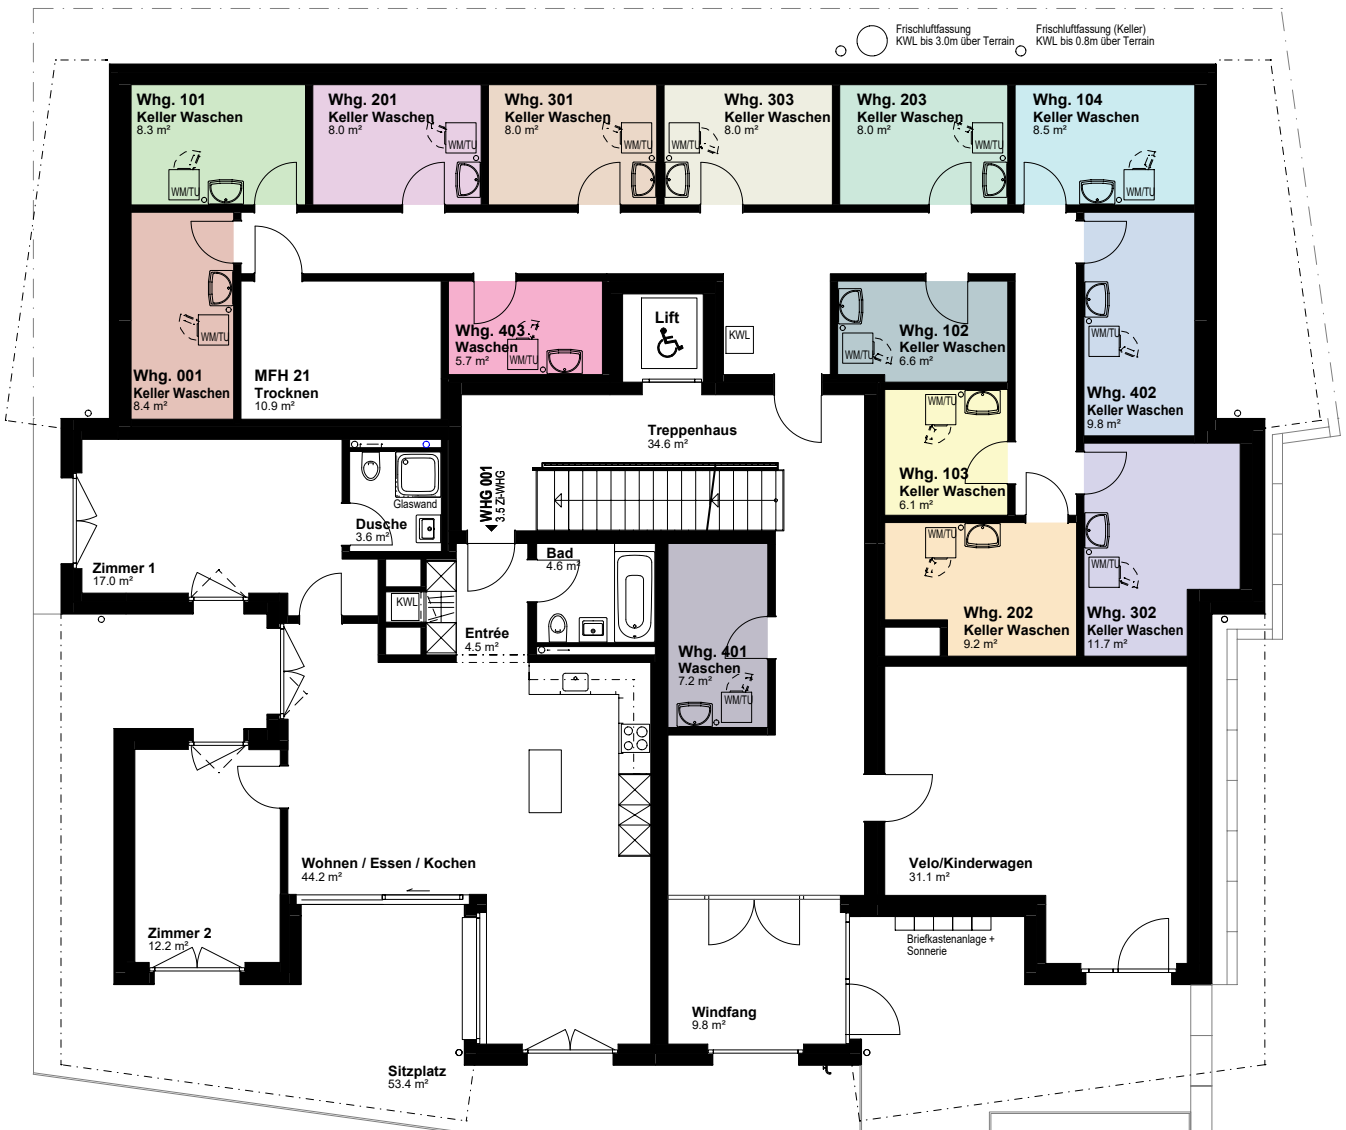 Frischluftfassung
KWL bis 3.0m über Terrain
Frischluftfassung (Keller)
KWL bis 0.8m über Terrain
Whg. 101
Keller Waschen
8.3 m²
WM/TU
Whg. 201
Keller Waschen
8.0 m²
WM/TU
Whg. 301
Keller Waschen
8.0 m²
WM/TU
Whg. 303
Keller Waschen
8.0 m²
WM/TU
Whg. 203
Keller Waschen
8.0 m²
WM/TU
Whg. 104
Keller Waschen
8.5 m²
WM/TU
Whg. 001
Keller Waschen
8.4 m²
WM/TU
MFH 21
Trocknen
10.9 m²
Whg. 403
Waschen
5.7 m²
WM/TU
Lift
KWL
Whg. 102
Keller Waschen
6.6 m²
WM/TU
Whg. 402
Keller Waschen
9.8 m²
WM/TU
Treppenhaus
34.6 m²
WHG 001
3.5 ZI-WHG
Whg. 103
Keller Waschen
6.1 m²
WM/TU
Glaswand
Dusche
3.6 m²
Zimmer 1
17.0 m²
Bad
4.6 m²
KWL
Entrée
4.5 m²
Whg. 401
Waschen
7.2 m²
WM/TU
Whg. 202
Keller Waschen
9.2 m²
WM/TU
Whg. 302
Keller Waschen
11.7 m²
WM/TU
Wohnen / Essen / Kochen
44.2 m²
Velo/Kinderwagen
31.1 m²
Zimmer 2
12.2 m²
Briefkastenanlage +
Sonnerie
Windfang
9.8 m²
Sitzplatz
53.4 m²